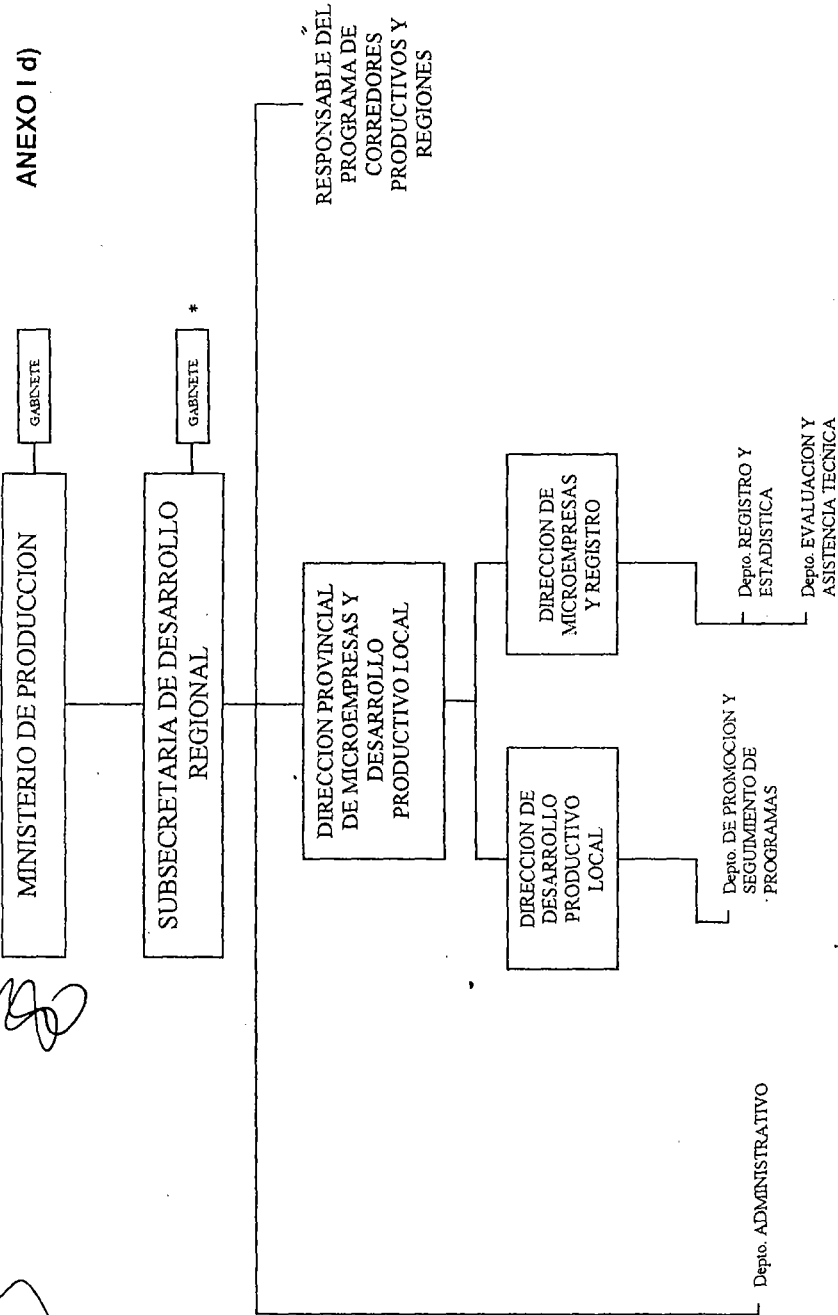 ANEXO I d)
MINISTERIO DE PRODUCCION
GABINETE
SUBSECRETARIA DE DESARROLLO
REGIONAL
GABINETE
*
RESPONSABLE DEL
PROGRAMA DE
CORREDORES
PRODUCTIVOS Y
REGIONES
DIRECCION PROVINCIAL
DE MICROEMPRESAS Y
DESARROLLO
PRODUCTIVO LOCAL
DIRECCION DE
DESARROLLO
PRODUCTIVO
LOCAL
DIRECCION DE
MICROEMPRESAS
Y REGISTRO
Depto. DE PROMOCION Y
SEGUIMIENTO DE
PROGRAMAS
Depto. REGISTRO Y
ESTADISTICA
Depto. EVALUACION Y
ASISTENCIA TECNICA
Depto. ADMINISTRATIVO